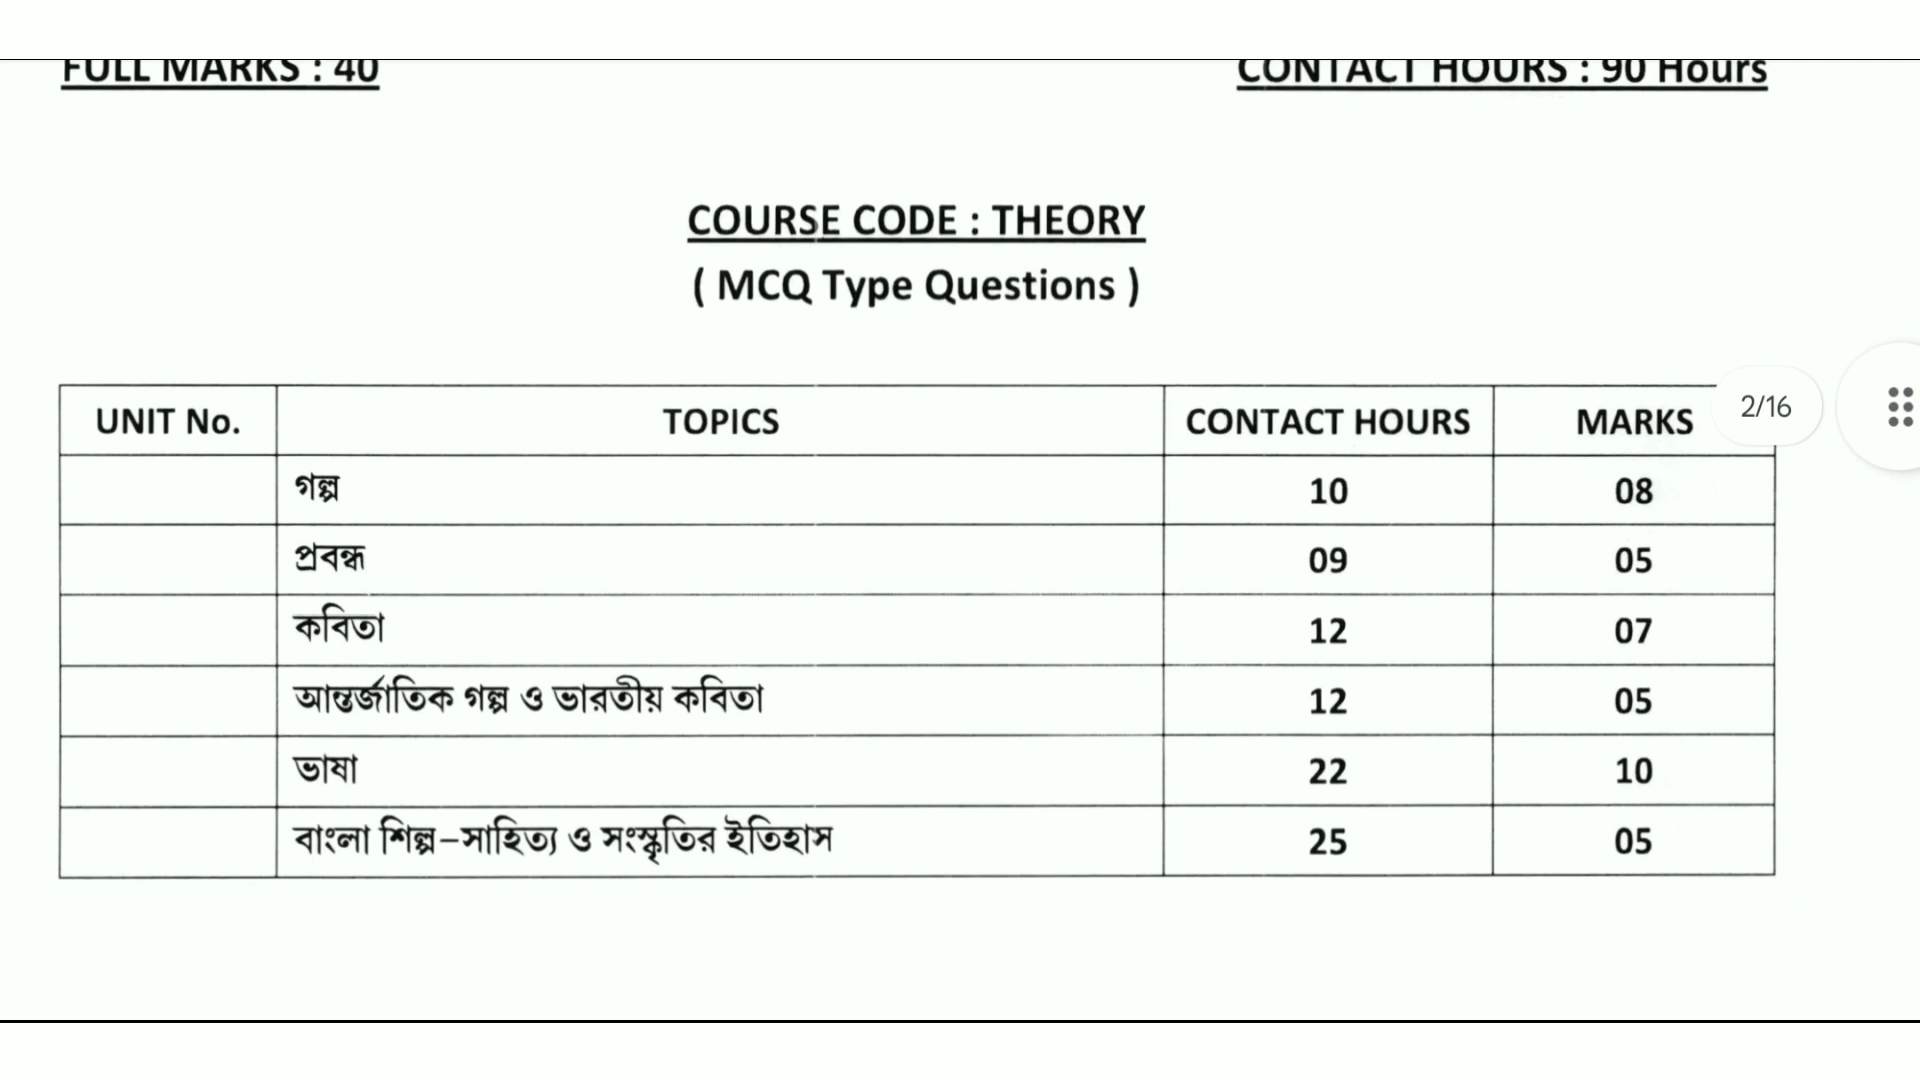 FULL MARKS : 40 CONTACT HOURS : 90 Hours
COURSE CODE : THEORY
( MCQ Type Questions )
UNIT No. TOPICS CONTACT HOURS MARKS 2/16
গল্প 10 08
প্রবন্ধ 09 05
কবিতা 12 07
আন্তর্জাতিক গল্প ও ভারতীয় কবিতা 12 05
ভাষা 22 10
বাংলা শিল্প–সাহিত্য ও সংস্কৃতির ইতিহাস 25 05